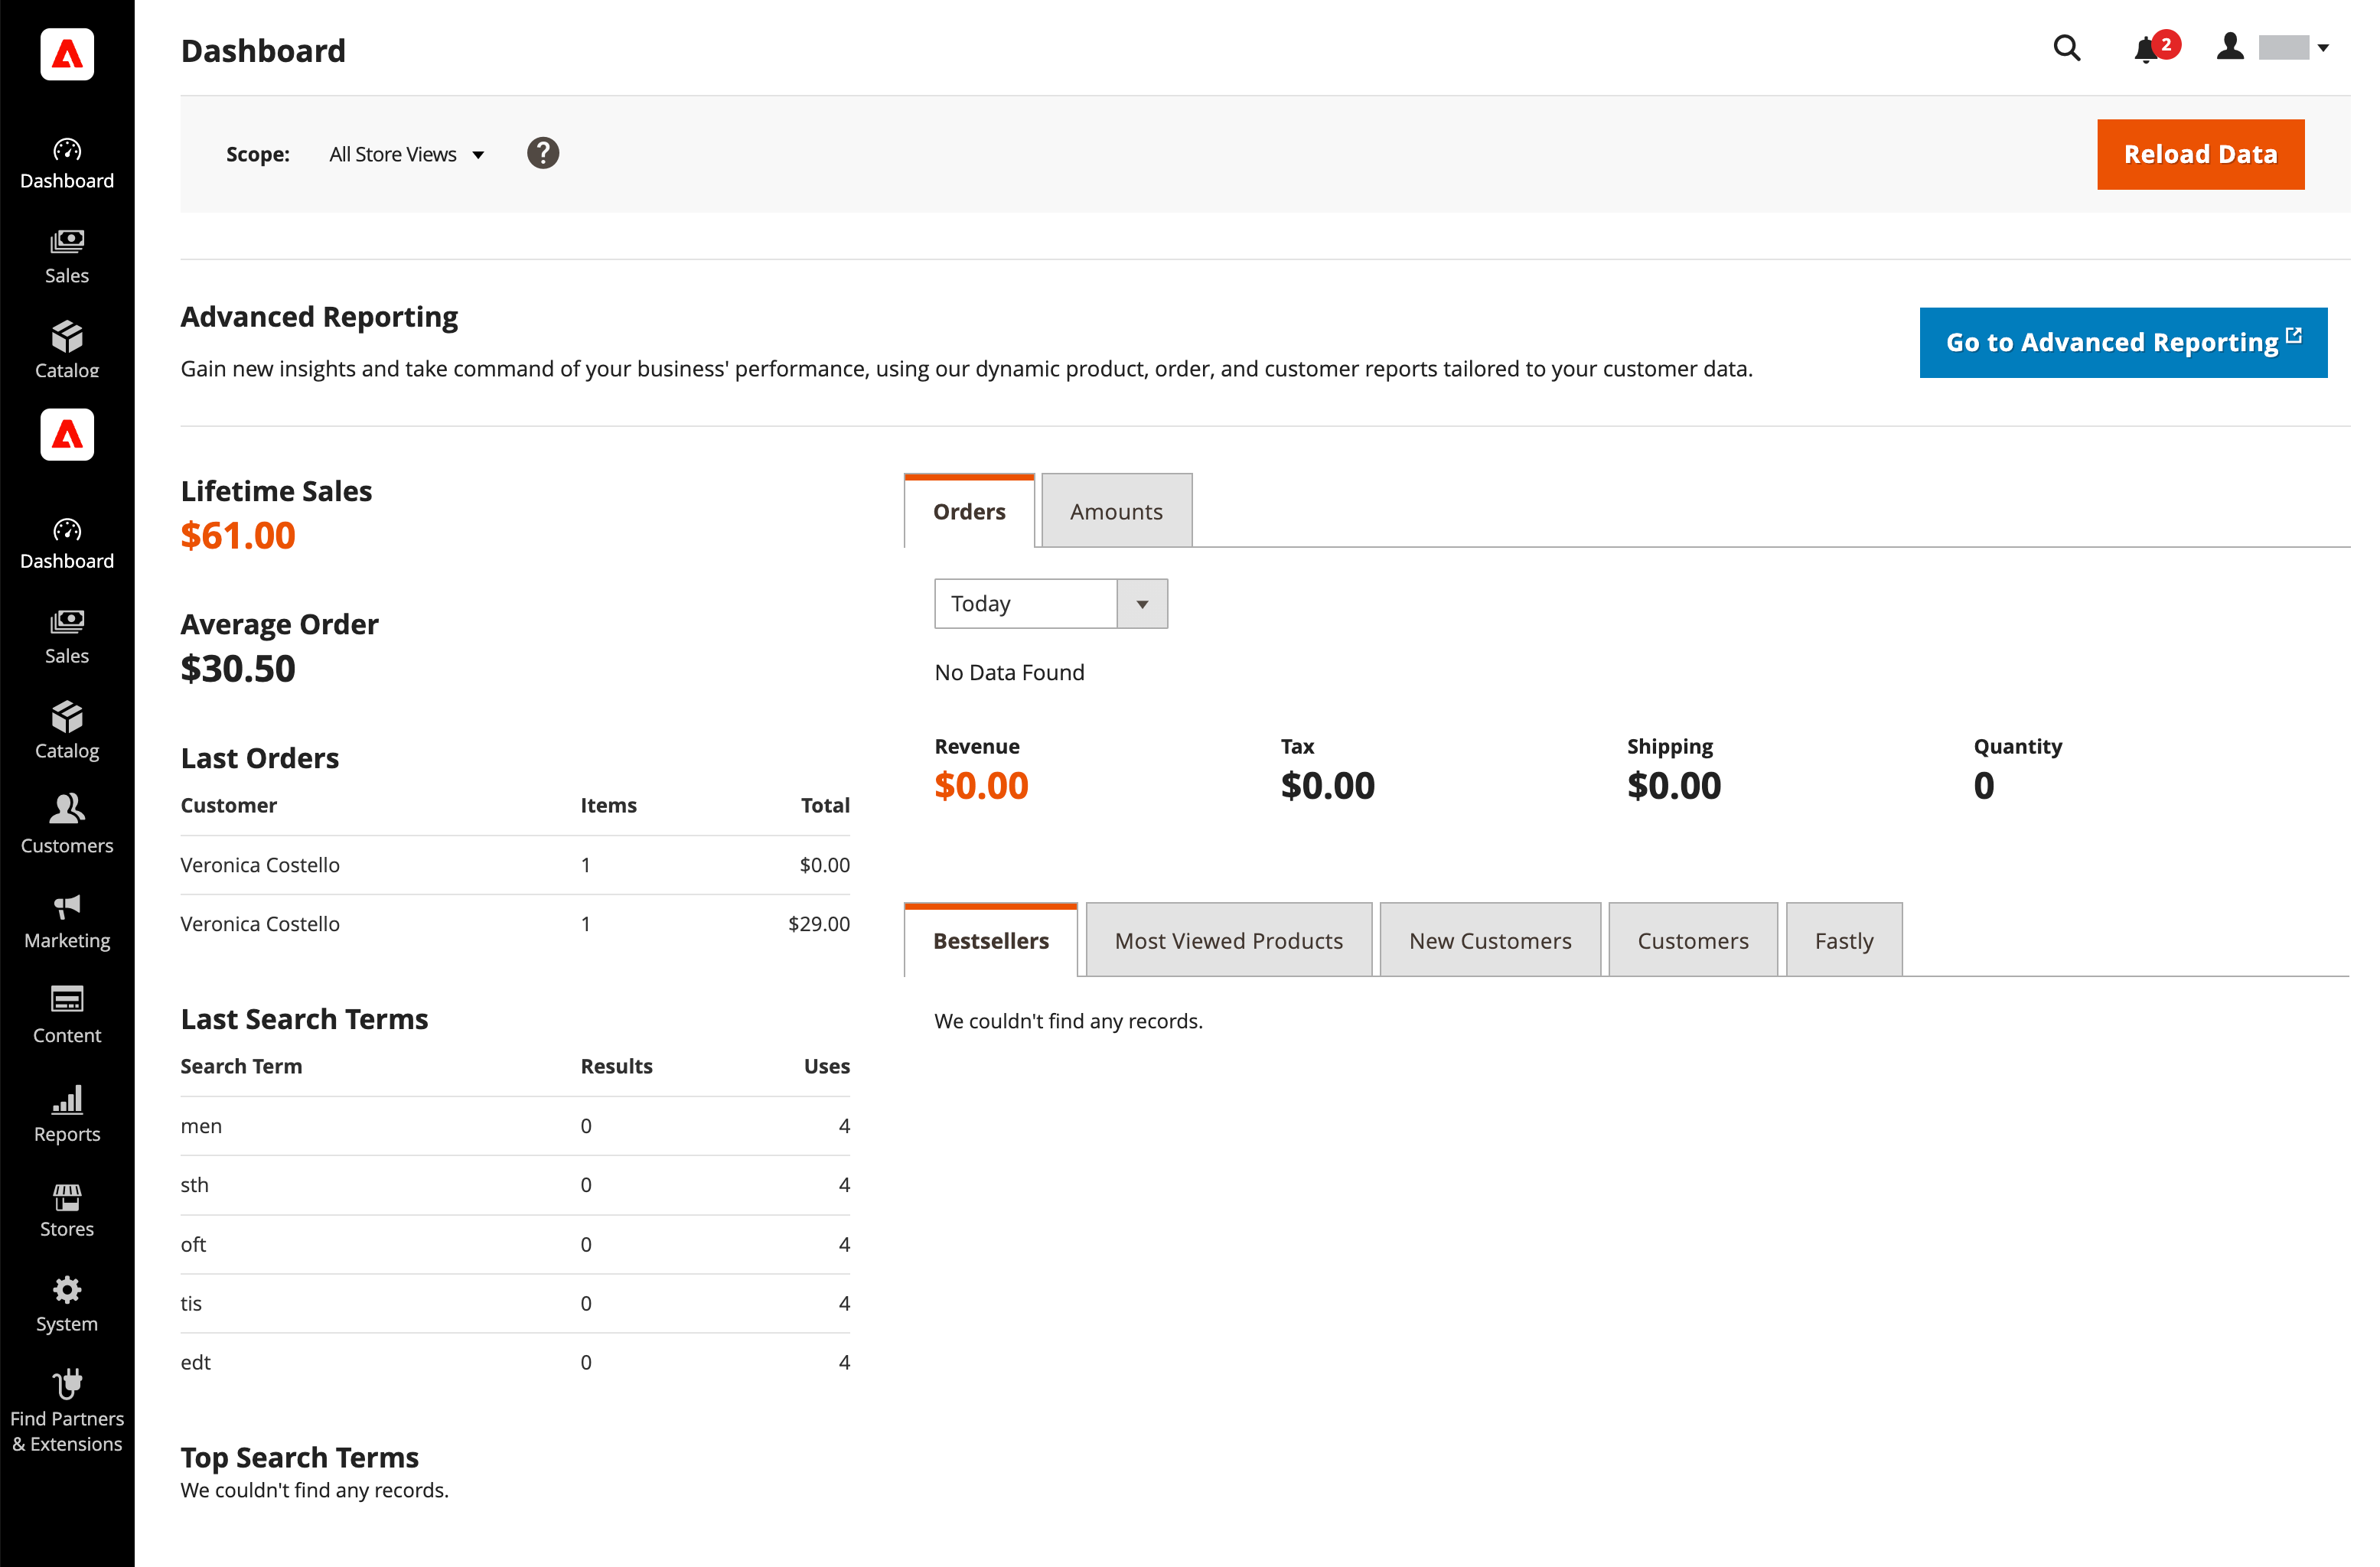 Dashboard
Sales
Catalog
Dashboard
Sales
Catalog
Customers
Marketing
Content
Reports
Stores
System
Find Partners
& Extensions
Dashboard
2
Scope: All Store Views ?
Reload Data
Advanced Reporting
Gain new insights and take command of your business' performance, using our dynamic product, order, and customer reports tailored to your customer data.
Go to Advanced Reporting
Lifetime Sales
$61.00
Average Order
$30.50
Last Orders
Customer Items Total
Veronica Costello 1 $0.00
Veronica Costello 1 $29.00
Last Search Terms
Search Term Results Uses
men 0 4
sth 0 4
oft 0 4
tis 0 4
edt 0 4
Top Search Terms
We couldn't find any records.
Orders Amounts
Today
No Data Found
Revenue Tax Shipping Quantity
$0.00 $0.00 $0.00 0
Bestsellers Most Viewed Products New Customers Customers Fastly
We couldn't find any records.